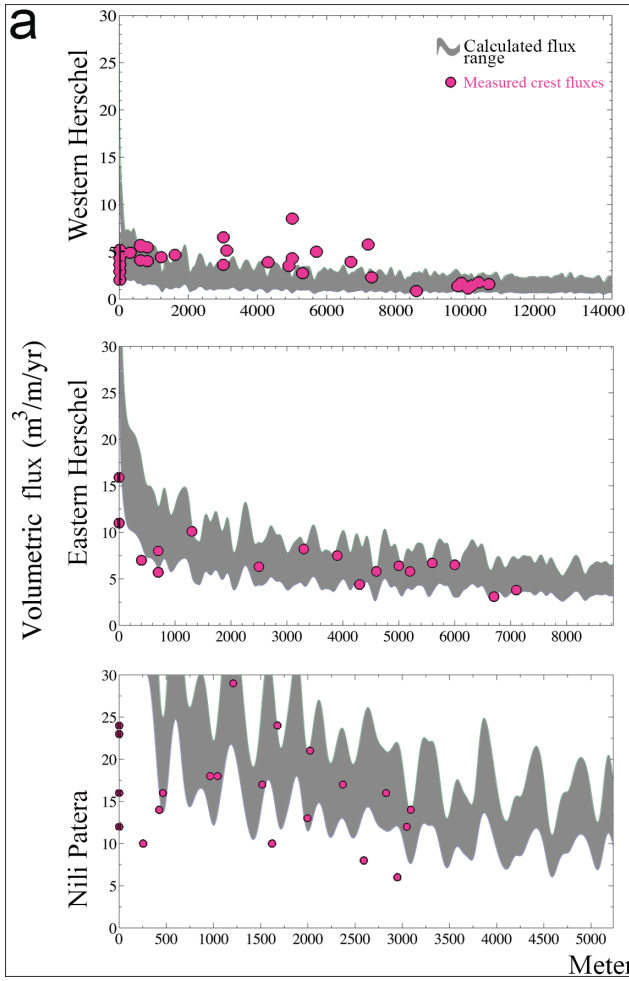 a
Western Herschel
30
25
20
15
10
5
0
Calculated flux
range
Measured crest fluxes
0 2000 4000 6000 8000 10000 12000 14000
Volumetric flux (m³/m/yr)
Eastern Herschel
30
25
20
15
10
5
0
0 1000 2000 3000 4000 5000 6000 7000 8000
Nili Patera
30
25
20
15
10
5
0
0 500 1000 1500 2000 2500 3000 3500 4000 4500 5000
Meter